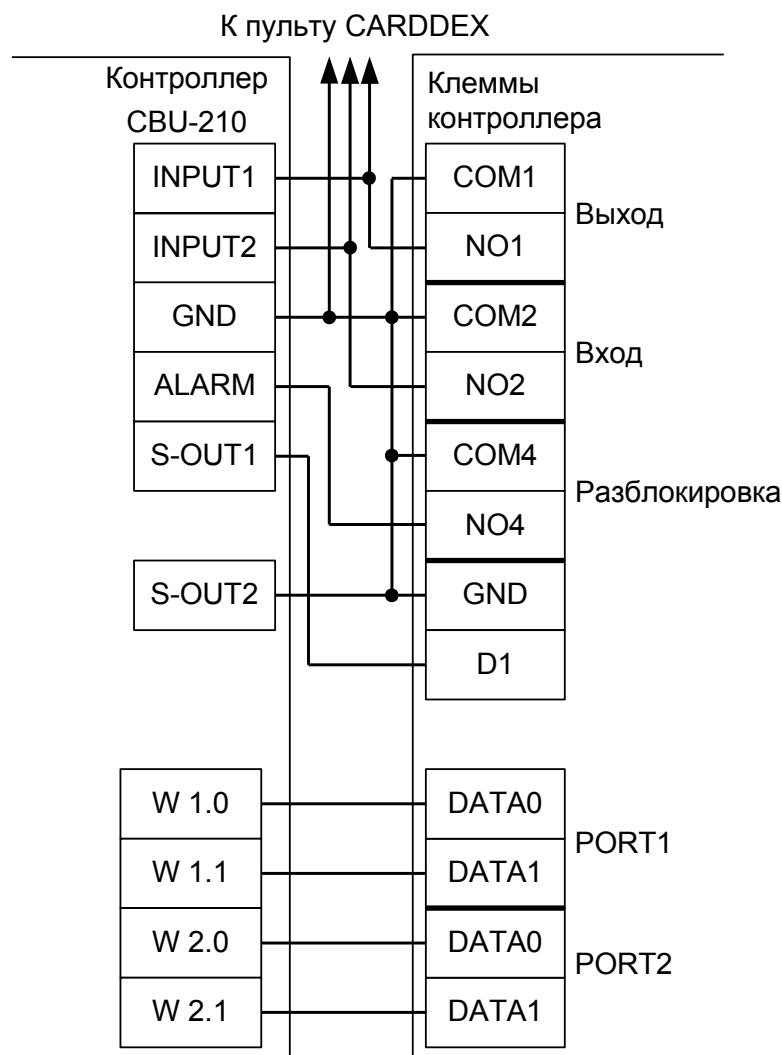 К пульту CARDDEX
Контроллер
CBU-210
Клеммы
контроллера
INPUT1
COM1
Выход
INPUT2
NO1
GND
COM2
Вход
ALARM
NO2
S-OUT1
COM4
Разблокировка
NO4
S-OUT2
GND
D1
W 1.0
DATA0
PORT1
W 1.1
DATA1
W 2.0
DATA0
PORT2
W 2.1
DATA1